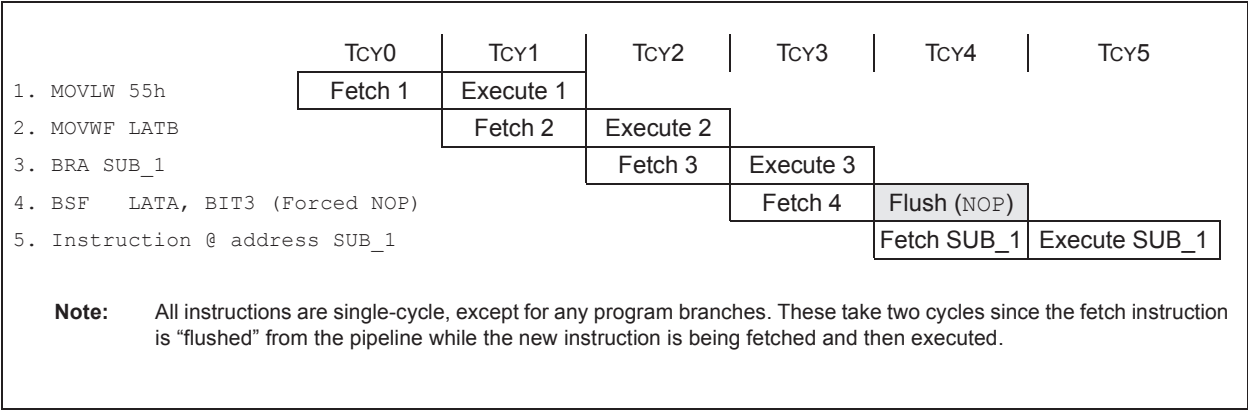 TCY0 TCY1 TCY2 TCY3 TCY4 TCY5
1. MOVLW 55h Fetch 1 Execute 1
2. MOVWF LATB Fetch 2 Execute 2
3. BRA SUB_1 Fetch 3 Execute 3
4. BSF LATA, BIT3 (Forced NOP) Fetch 4 Flush (NOP)
5. Instruction @ address SUB_1 Fetch SUB_1 Execute SUB_1
Note: All instructions are single-cycle, except for any program branches. These take two cycles since the fetch instruction
is “flushed” from the pipeline while the new instruction is being fetched and then executed.